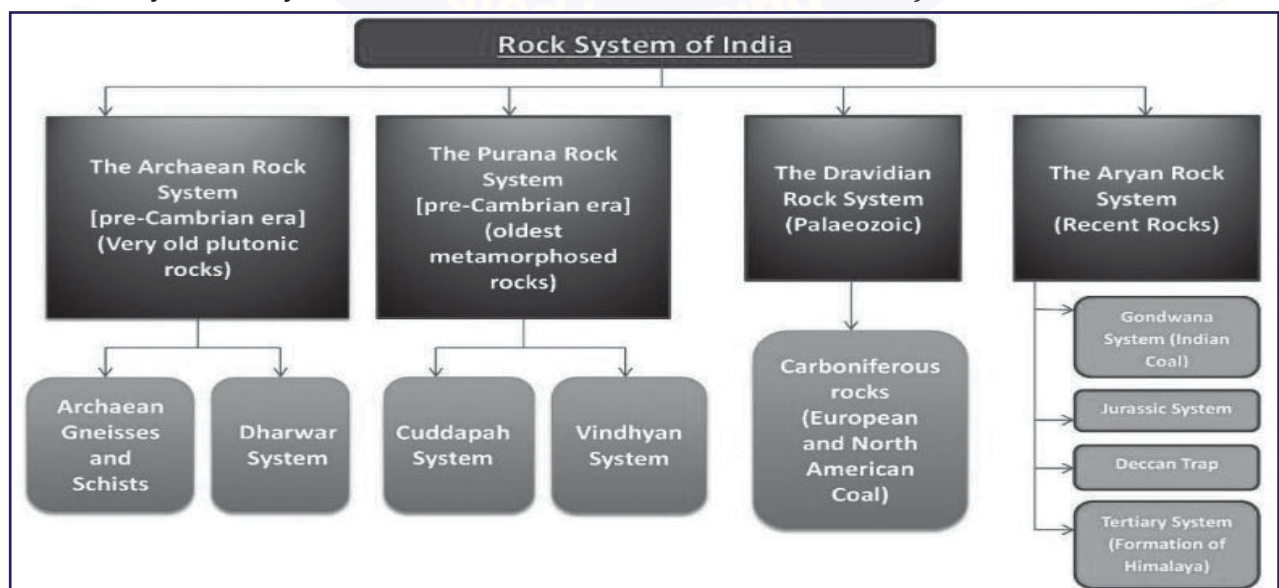 Rock System of India
The Archaean Rock
System
[pre-Cambrian era]
(Very old plutonic
rocks)
The Purana Rock
System
[pre-Cambrian era]
(oldest
metamorphosed
rocks)
The Dravidian
Rock System
(Palaeozoic)
The Aryan Rock
System
(Recent Rocks)
Archaean
Gneisses
and
Schists
Dharwar
System
Cuddapah
System
Vindhyan
System
Carboniferous
rocks
(European
and North
American
Coal)
Gondwana
System (Indian
Coal)
Jurassic System
Deccan Trap
Tertiary System
(Formation of
Himalaya)